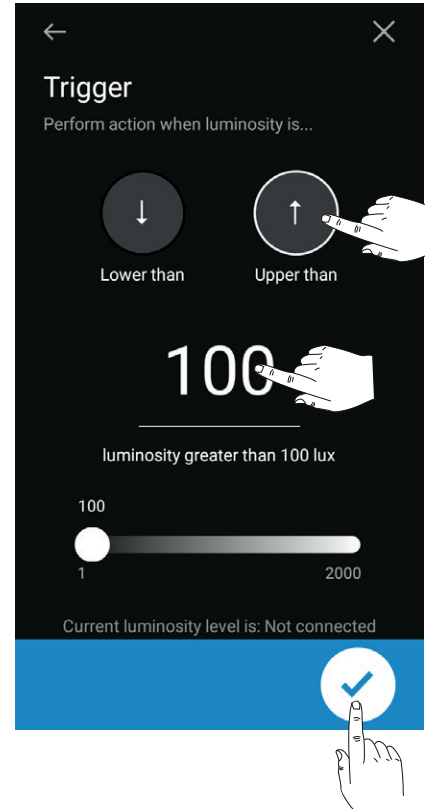 Trigger
Perform action when luminosity is...
Lower than Upper than
100
luminosity greater than 100 lux
100
1 2000
Current luminosity level is: Not connected